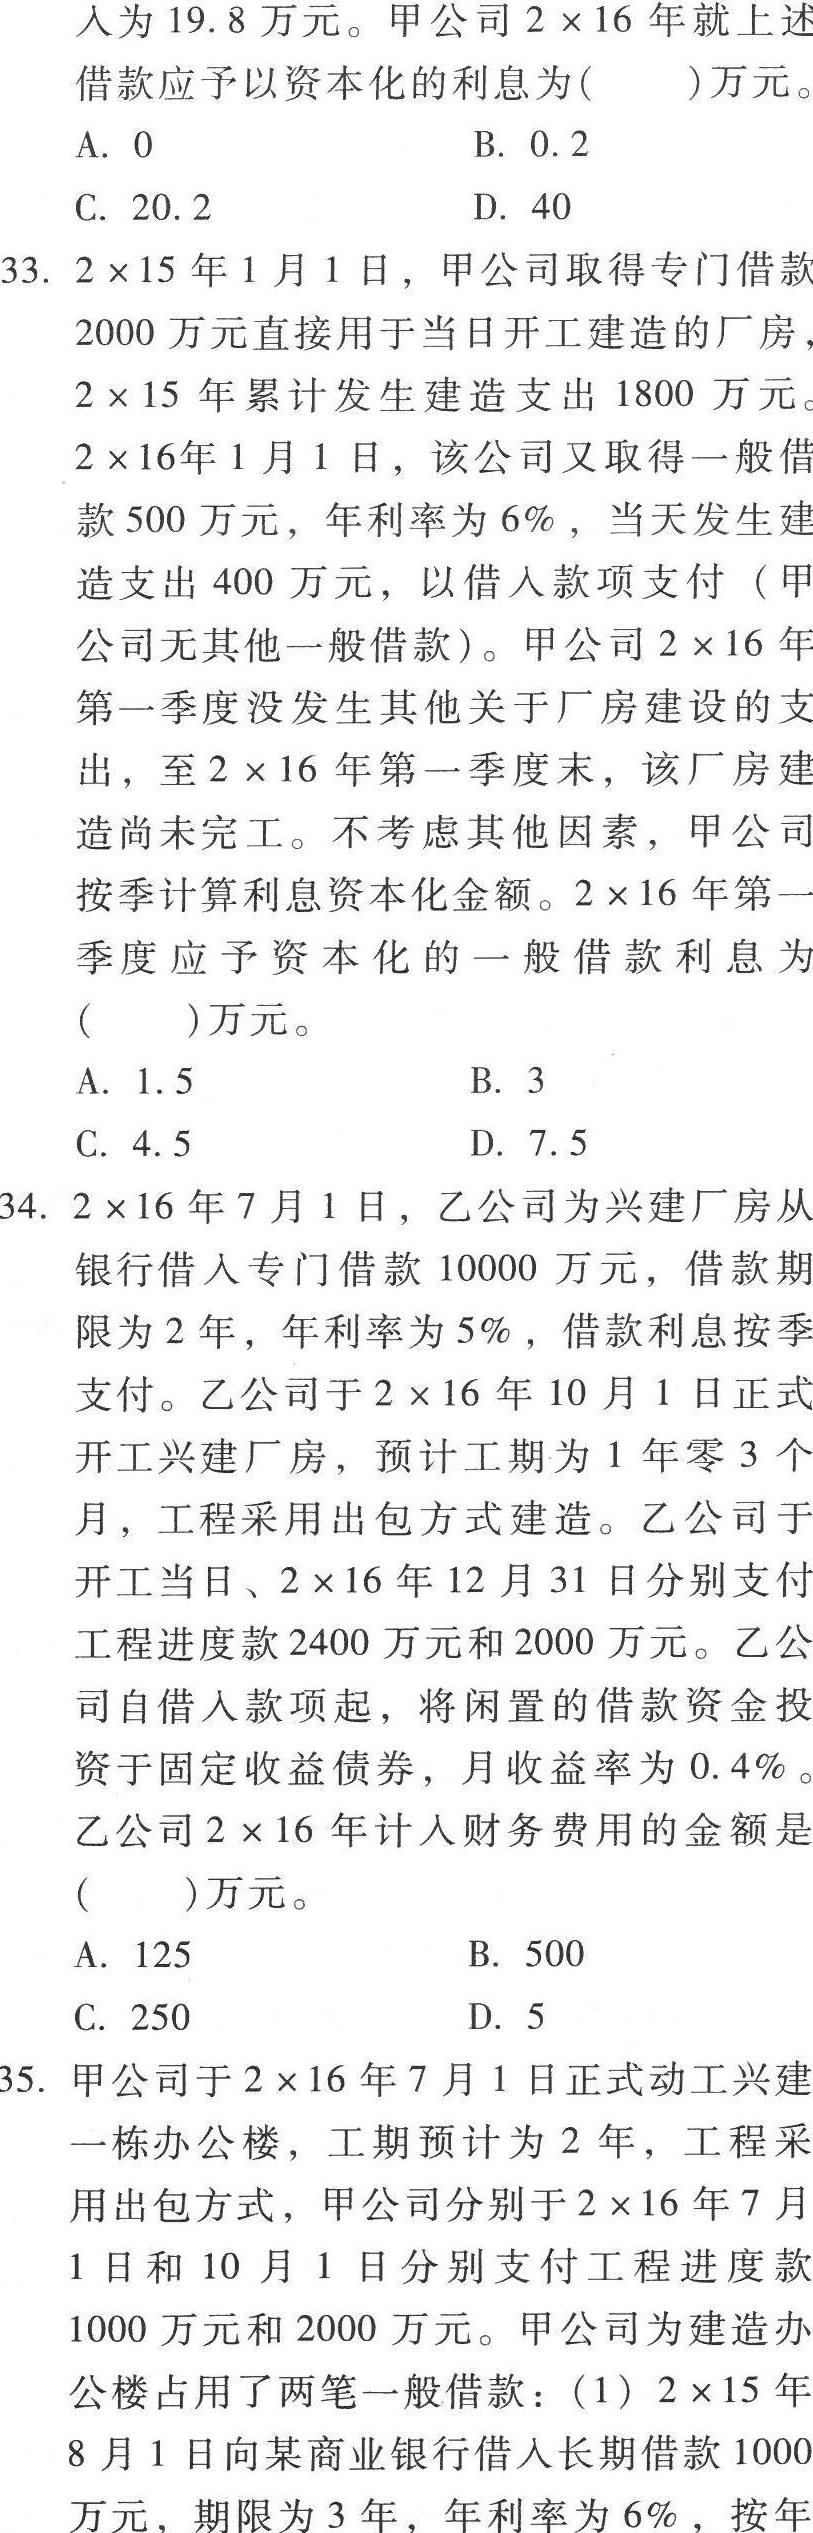 入为 19.8 万元。甲公司 2×16 年就上述
借款应予以资本化的利息为(　　)万元。
A. 0　　B. 0.2
C. 20.2　　D. 40
33. 2×15 年 1 月 1 日，甲公司取得专门借款
2000 万元直接用于当日开工建造的厂房，
2×15 年累计发生建造支出 1800 万元。
2×16年 1 月 1 日，该公司又取得一般借
款 500 万元，年利率为 6%，当天发生建
造支出 400 万元，以借入款项支付（甲
公司无其他一般借款）。甲公司 2×16 年
第一季度没发生其他关于厂房建设的支
出，至 2×16 年第一季度末，该厂房建
造尚未完工。不考虑其他因素，甲公司
按季计算利息资本化金额。2×16 年第一
季度应予资本化的一般借款利息为
(　　)万元。
A. 1.5　　B. 3
C. 4.5　　D. 7.5
34. 2×16 年 7 月 1 日，乙公司为兴建厂房从
银行借入专门借款 10000 万元，借款期
限为 2 年，年利率为 5%，借款利息按季
支付。乙公司于 2×16 年 10 月 1 日正式
开工兴建厂房，预计工期为 1 年零 3 个
月，工程采用出包方式建造。乙公司于
开工当日、2×16 年 12 月 31 日分别支付
工程进度款 2400 万元和 2000 万元。乙公
司自借入款项起，将闲置的借款资金投
资于固定收益债券，月收益率为 0.4%。
乙公司 2×16 年计入财务费用的金额是
(　　)万元。
A. 125　　B. 500
C. 250　　D. 5
35. 甲公司于 2×16 年 7 月 1 日正式动工兴建
一栋办公楼，工期预计为 2 年，工程采
用出包方式，甲公司分别于 2×16 年 7 月
1 日和 10 月 1 日分别支付工程进度款
1000 万元和 2000 万元。甲公司为建造办
公楼占用了两笔一般借款：（1）2×15 年
8 月 1 日向某商业银行借入长期借款 1000
万元，期限为 3 年，年利率为 6%，按年